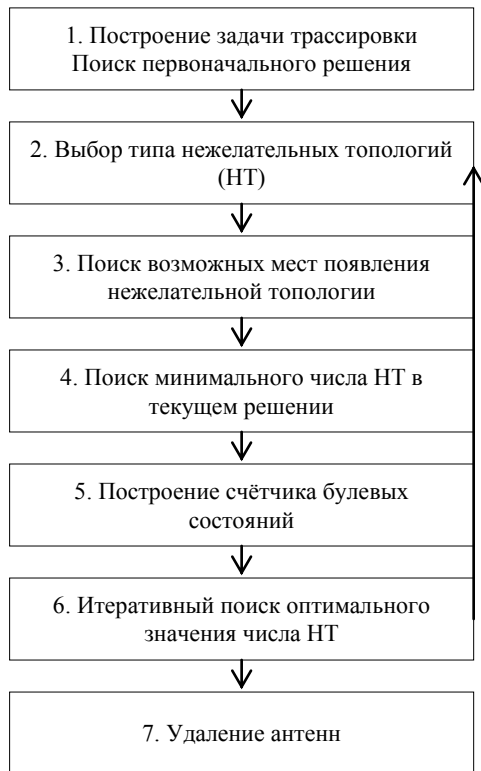 1. Построение задачи трассировки
Поиск первоначального решения
2. Выбор типа нежелательных топологий
(НТ)
3. Поиск возможных мест появления
нежелательной топологии
4. Поиск минимального числа НТ в
текущем решении
5. Построение счётчика булевых
состояний
6. Итеративный поиск оптимального
значения числа НТ
7. Удаление антенн